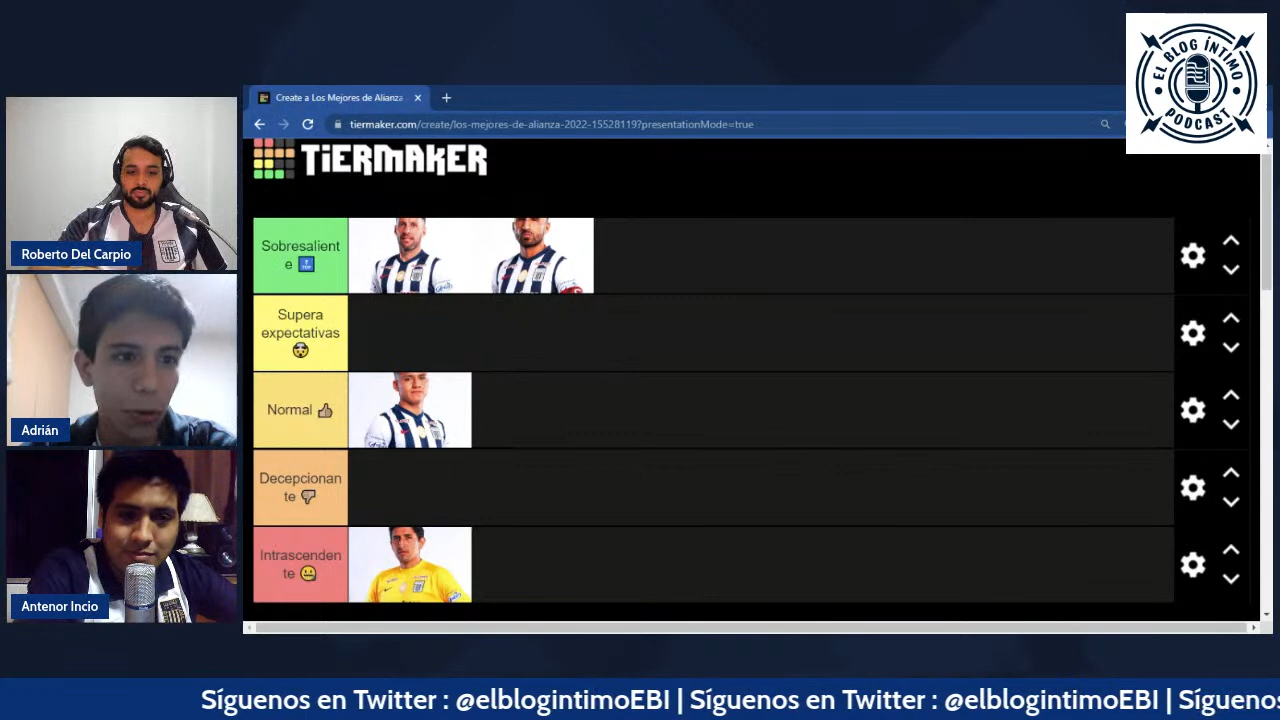 EL BLOG ÍNTIMO
PODCAST
Create a Los Mejores de Alianza
tiermaker.com/create/los-mejores-de-alianza-2022-15528119?presentationMode=true
TIERMAKER
Sobresalient
e
TOP
Supera
expectativas
Normal
Decepcionan
te
Intrascenden
te
Roberto Del Carpio
Adrián
Antenor Incio
Síguenos en Twitter : @elblogintimoEBI | Síguenos en Twitter : @elblogintimoEBI | Síguenos